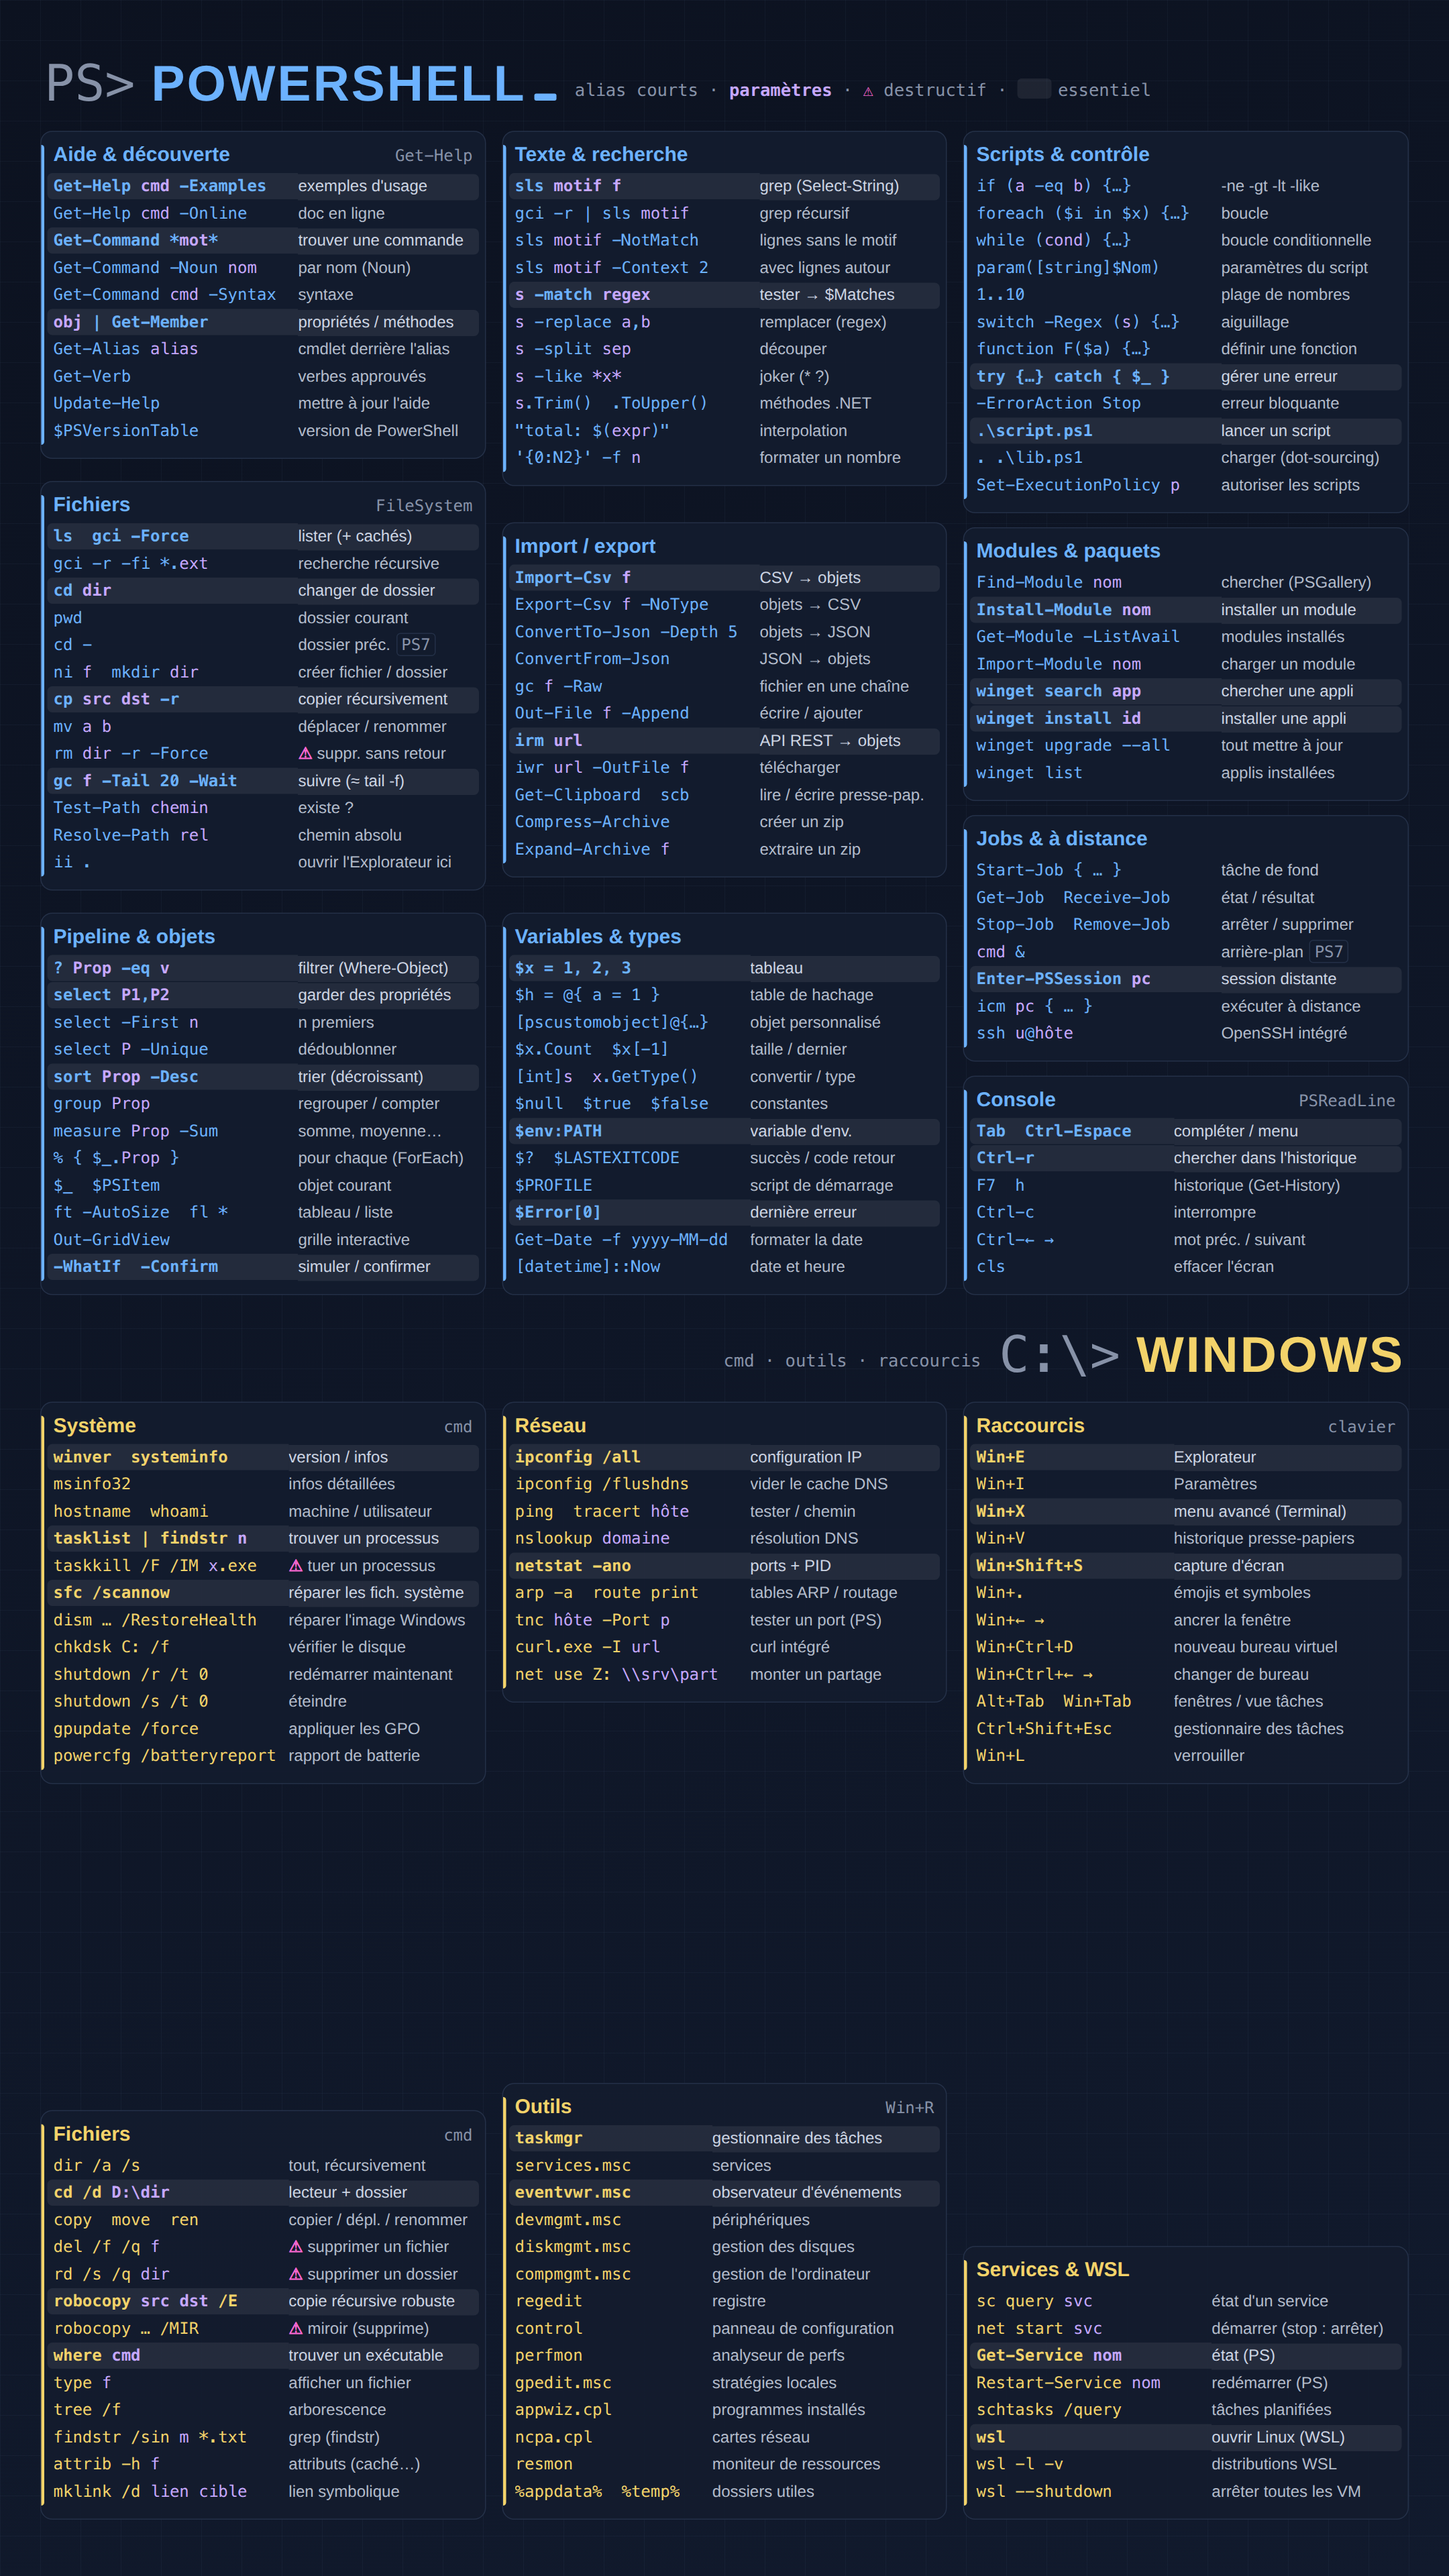 PS> POWERSHELL_ alias courts · paramètres · ⚠ destructif · essentiel
Aide & découverte Get-Help
Get-Help cmd -Examples exemples d'usage
Get-Help cmd -Online doc en ligne
Get-Command *mot* trouver une commande
Get-Command -Noun nom par nom (Noun)
Get-Command cmd -Syntax syntaxe
obj | Get-Member propriétés / méthodes
Get-Alias alias cmdlet derrière l'alias
Get-Verb verbes approuvés
Update-Help mettre à jour l'aide
$PSVersionTable version de PowerShell
Fichiers FileSystem
ls gci -Force lister (+ cachés)
gci -r -fi *.ext recherche récursive
cd dir changer de dossier
pwd dossier courant
cd - dossier préc. PS7
ni f mkdir dir créer fichier / dossier
cp src dst -r copier récursivement
mv a b déplacer / renommer
rm dir -r -Force ⚠ suppr. sans retour
gc f -Tail 20 -Wait suivre (≈ tail -f)
Test-Path chemin existe ?
Resolve-Path rel chemin absolu
ii . ouvrir l'Explorateur ici
Pipeline & objets
? Prop -eq v filtrer (Where-Object)
select P1,P2 garder des propriétés
select -First n n premiers
select P -Unique dédoublonner
sort Prop -Desc trier (décroissant)
group Prop regrouper / compter
measure Prop -Sum somme, moyenne…
% { $_.Prop } pour chaque (ForEach)
$_ $PSItem objet courant
ft -AutoSize fl * tableau / liste
Out-GridView grille interactive
-WhatIf -Confirm simuler / confirmer
Texte & recherche
sls motif f grep (Select-String)
gci -r | sls motif grep récursif
sls motif -NotMatch lignes sans le motif
sls motif -Context 2 avec lignes autour
s -match regex tester → $Matches
s -replace a,b remplacer (regex)
s -split sep découper
s -like *x* joker (* ?)
s.Trim() .ToUpper() méthodes .NET
"total: $(expr)" interpolation
'{0:N2}' -f n formater un nombre
Import / export
Import-Csv f CSV → objets
Export-Csv f -NoType objets → CSV
ConvertTo-Json -Depth 5 objets → JSON
ConvertFrom-Json JSON → objets
gc f -Raw fichier en une chaîne
Out-File f -Append écrire / ajouter
irm url API REST → objets
iwr url -OutFile f télécharger
Get-Clipboard scb lire / écrire presse-pap.
Compress-Archive créer un zip
Expand-Archive f extraire un zip
Variables & types
$x = 1, 2, 3 tableau
$h = @{ a = 1 } table de hachage
[pscustomobject]@{…} objet personnalisé
$x.Count $x[-1] taille / dernier
[int]s x.GetType() convertir / type
$null $true $false constantes
$env:PATH variable d'env.
$? $LASTEXITCODE succès / code retour
$PROFILE script de démarrage
$Error[0] dernière erreur
Get-Date -f yyyy-MM-dd formater la date
[datetime]::Now date et heure
Scripts & contrôle
if (a -eq b) {…} -ne -gt -lt -like
foreach ($i in $x) {…} boucle
while (cond) {…} boucle conditionnelle
param([string]$Nom) paramètres du script
1..10 plage de nombres
switch -Regex (s) {…} aiguillage
function F($a) {…} définir une fonction
try {…} catch { $_ } gérer une erreur
-ErrorAction Stop erreur bloquante
.\script.ps1 lancer un script
. .\lib.ps1 charger (dot-sourcing)
Set-ExecutionPolicy p autoriser les scripts
Modules & paquets
Find-Module nom chercher (PSGallery)
Install-Module nom installer un module
Get-Module -ListAvail modules installés
Import-Module nom charger un module
winget search app chercher une appli
winget install id installer une appli
winget upgrade --all tout mettre à jour
winget list applis installées
Jobs & à distance
Start-Job { … } tâche de fond
Get-Job Receive-Job état / résultat
Stop-Job Remove-Job arrêter / supprimer
cmd & arrière-plan PS7
Enter-PSSession pc session distante
icm pc { … } exécuter à distance
ssh u@hôte OpenSSH intégré
Console PSReadLine
Tab Ctrl-Espace compléter / menu
Ctrl-r chercher dans l'historique
F7 h historique (Get-History)
Ctrl-c interrompre
Ctrl-← → mot préc. / suivant
cls effacer l'écran
cmd · outils · raccourcis C:\> WINDOWS
Système cmd
winver systeminfo version / infos
msinfo32 infos détaillées
hostname whoami machine / utilisateur
tasklist | findstr n trouver un processus
taskkill /F /IM x.exe ⚠ tuer un processus
sfc /scannow réparer les fich. système
dism … /RestoreHealth réparer l'image Windows
chkdsk C: /f vérifier le disque
shutdown /r /t 0 redémarrer maintenant
shutdown /s /t 0 éteindre
gpupdate /force appliquer les GPO
powercfg /batteryreport rapport de batterie
Réseau
ipconfig /all configuration IP
ipconfig /flushdns vider le cache DNS
ping tracert hôte tester / chemin
nslookup domaine résolution DNS
netstat -ano ports + PID
arp -a route print tables ARP / routage
tnc hôte -Port p tester un port (PS)
curl.exe -I url curl intégré
net use Z: \\srv\part monter un partage
Raccourcis clavier
Win+E Explorateur
Win+I Paramètres
Win+X menu avancé (Terminal)
Win+V historique presse-papiers
Win+Shift+S capture d'écran
Win+. émojis et symboles
Win+← → ancrer la fenêtre
Win+Ctrl+D nouveau bureau virtuel
Win+Ctrl+← → changer de bureau
Alt+Tab Win+Tab fenêtres / vue tâches
Ctrl+Shift+Esc gestionnaire des tâches
Win+L verrouiller
Fichiers cmd
dir /a /s tout, récursivement
cd /d D:\dir lecteur + dossier
copy move ren copier / dépl. / renommer
del /f /q f ⚠ supprimer un fichier
rd /s /q dir ⚠ supprimer un dossier
robocopy src dst /E copie récursive robuste
robocopy … /MIR ⚠ miroir (supprime)
where cmd trouver un exécutable
type f afficher un fichier
tree /f arborescence
findstr /sin m *.txt grep (findstr)
attrib -h f attributs (caché…)
mklink /d lien cible lien symbolique
Outils Win+R
taskmgr gestionnaire des tâches
services.msc services
eventvwr.msc observateur d'événements
devmgmt.msc périphériques
diskmgmt.msc gestion des disques
compmgmt.msc gestion de l'ordinateur
regedit registre
control panneau de configuration
perfmon analyseur de perfs
gpedit.msc stratégies locales
appwiz.cpl programmes installés
ncpa.cpl cartes réseau
resmon moniteur de ressources
%appdata% %temp% dossiers utiles
Services & WSL
sc query svc état d'un service
net start svc démarrer (stop : arrêter)
Get-Service nom état (PS)
Restart-Service nom redémarrer (PS)
schtasks /query tâches planifiées
wsl ouvrir Linux (WSL)
wsl -l -v distributions WSL
wsl --shutdown arrêter toutes les VM